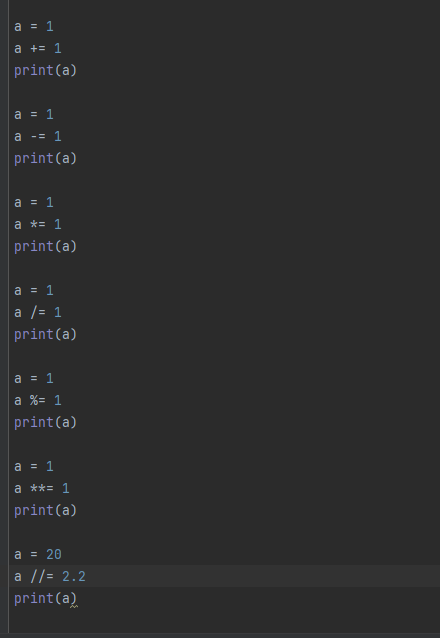 a = 1
a += 1
print(a)
a = 1
a -= 1
print(a)
a = 1
a *= 1
print(a)
a = 1
a /= 1
print(a)
a = 1
a %= 1
print(a)
a = 1
a **= 1
print(a)
a = 20
a //= 2.2
print(a)